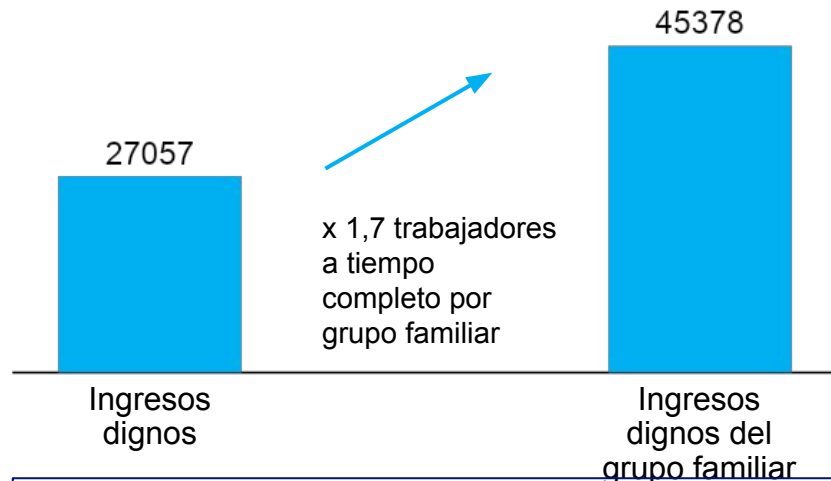 45378
27057
x 1,7 trabajadores
a tiempo
completo por
grupo familiar
Ingresos
dignos
Ingresos
dignos del
grupo familiar